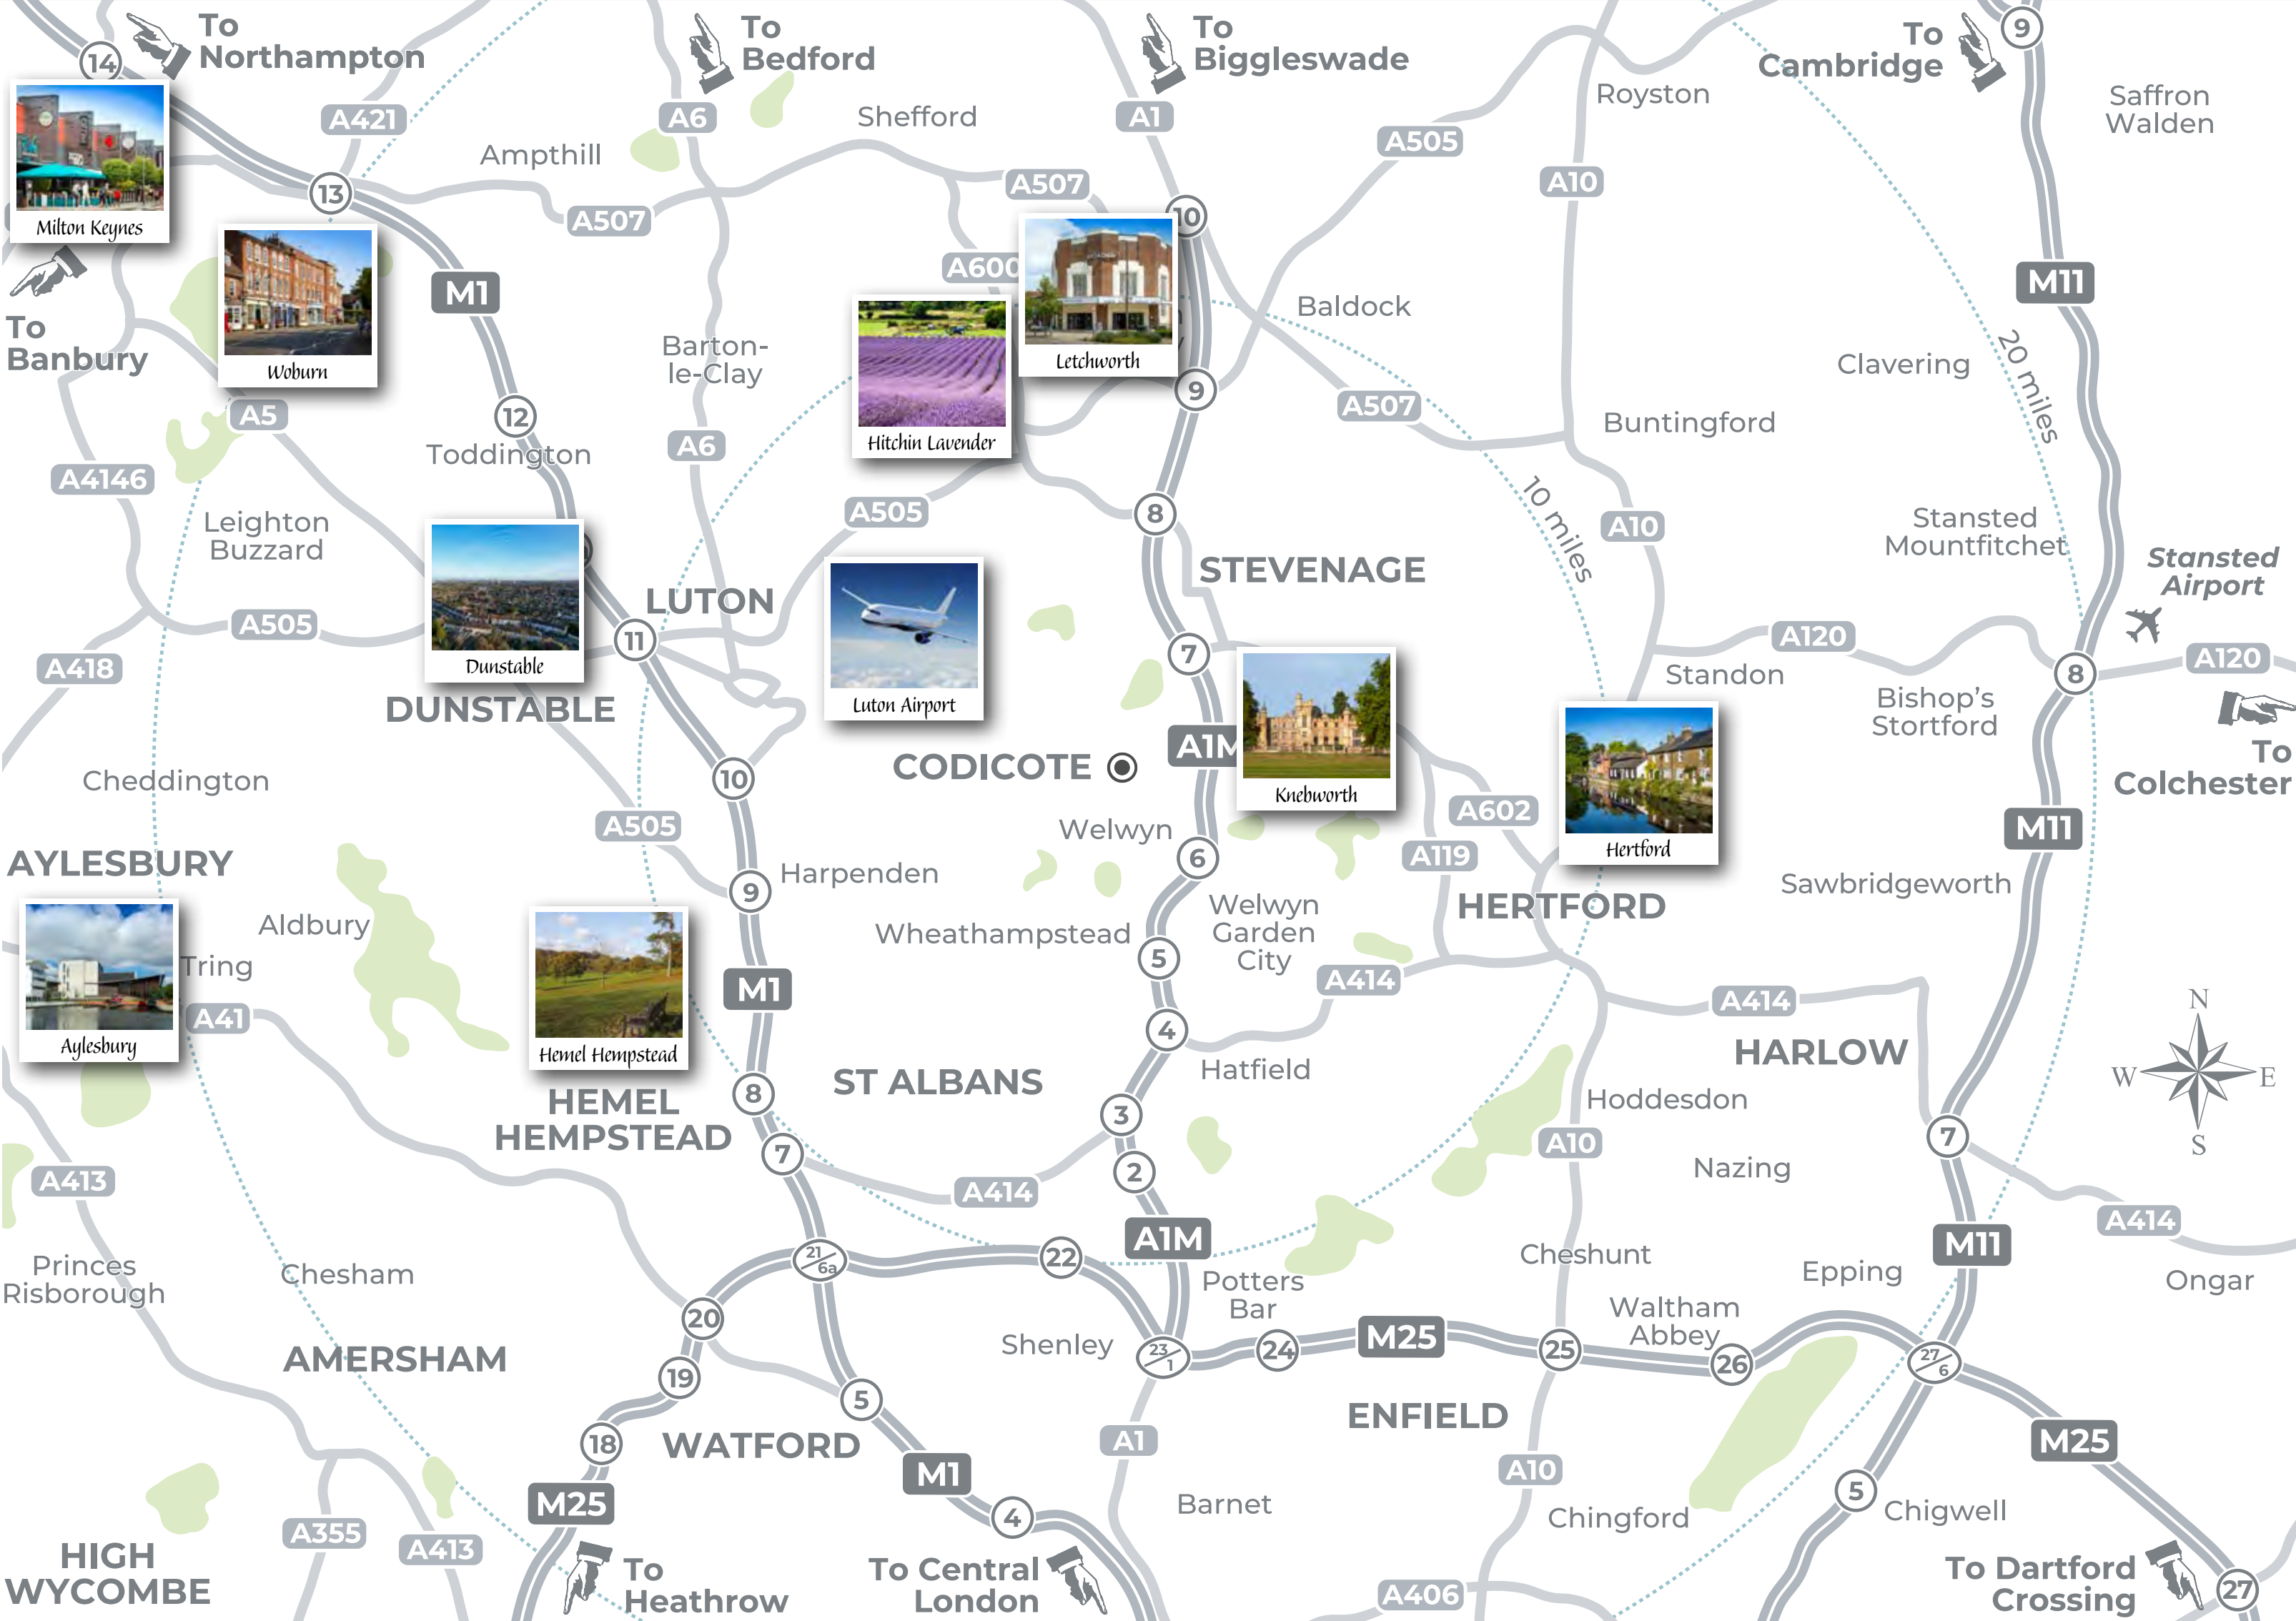 To
Northampton
To
Bedford
To
Biggleswade
To
Cambridge
9
14
Royston
Saffron
Walden
A421
A6
Shefford
A1
A505
Ampthill
A10
13
A507
A507
10
Milton Keynes
A600
M1
M11
To
Banbury
Woburn
Letchworth
Baldock
Barton-
le-Clay
Hitchin Lavender
9
20 miles
Clavering
A5
12
A507
Buntingford
Toddington
A6
A4146
Leighton
Buzzard
A505
8
10 miles
A10
Stansted
Mountfitchet
STEVENAGE
Stansted
Airport
LUTON
A505
11
Dunstable
A418
DUNSTABLE
Luton Airport
7
A120
A120
Standon
8
Bishop's
Stortford
A1M
Knebworth
CODICOTE
To
Colchester
Cheddington
10
A505
Welwyn
6
A602
Hertford
M11
A119
AYLESBURY
9
Harpenden
Sawbridgeworth
Aldbury
Wheathampstead
Welwyn
Garden
City
HERTFORD
Tring
5
A414
Aylesbury
A41
Hemel Hempstead
M1
A414
N
W
E
S
4
Hatfield
HARLOW
ST ALBANS
HEMEL
HEMPSTEAD
8
3
Hoddesdon
7
7
A10
2
Nazing
A413
A414
A414
A1M
M11
Princes
Risborough
Chesham
21
6a
22
Potters
Bar
Cheshunt
Epping
Ongar
20
Waltham
Abbey
AMERSHAM
Shenley
23
1
24
M25
25
26
27
6
19
5
ENFIELD
18
WATFORD
A1
M25
M1
A10
M25
5
Chigwell
4
Barnet
Chingford
A355
A413
HIGH
WYCOMBE
To
Heathrow
To Central
London
A406
To Dartford
Crossing
27